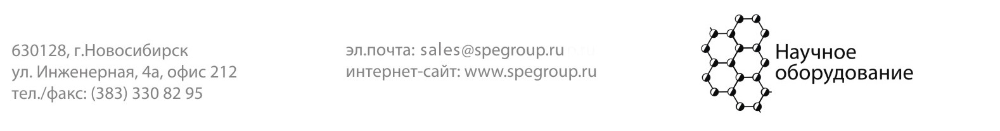 630128, г.Новосибирск
ул. Инженерная, 4а, офис 212
тел./факс: (383) 330 82 95
эл.почта: sales@spegroup.ru
интернет-сайт: www.spegroup.ru
Научное
оборудование